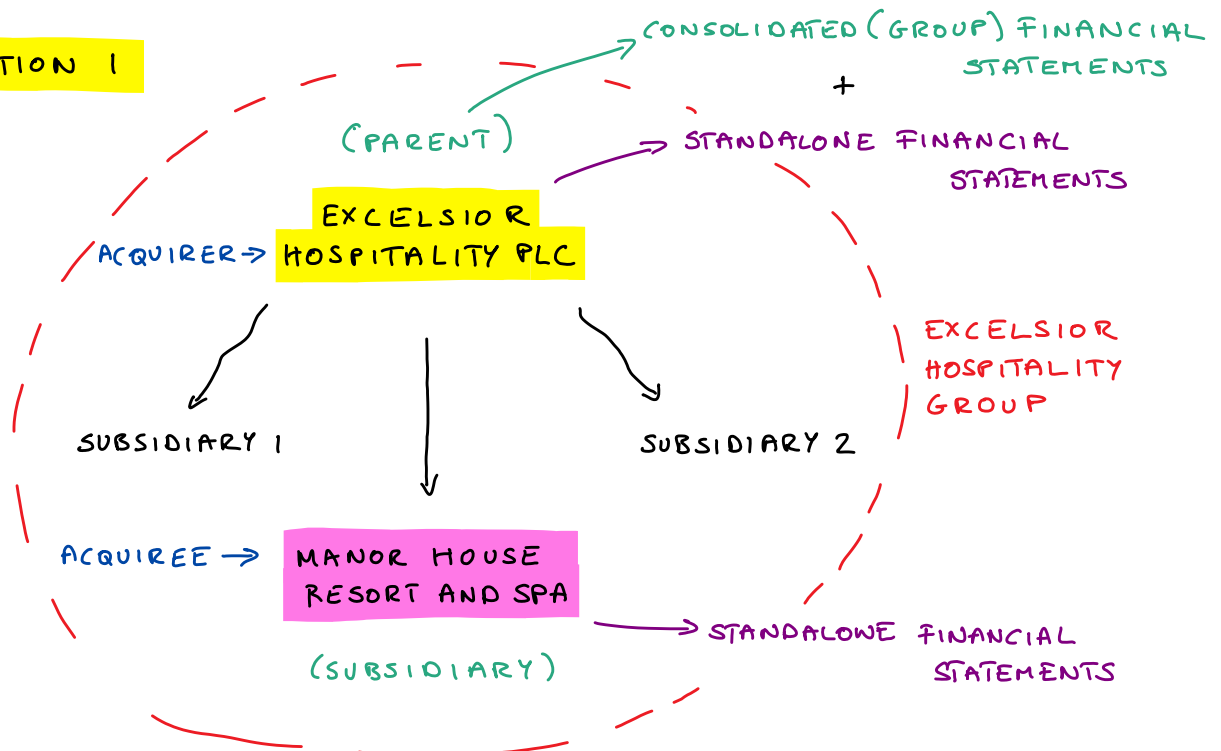 CONSOLIDATED (GROUP) FINANCIAL
STATEMENTS
TION 1
+
(PARENT)
STANDALONE FINANCIAL
STATEMENTS
EXCELSIOR
ACQUIRER → HOSPITALITY PLC
EXCELSIOR
HOSPITALITY
GROUP
SUBSIDIARY 1
SUBSIDIARY 2
ACQUIREE → MANOR HOUSE
RESORT AND SPA
STANDALONE FINANCIAL
STATEMENTS
(SUBSIDIARY)